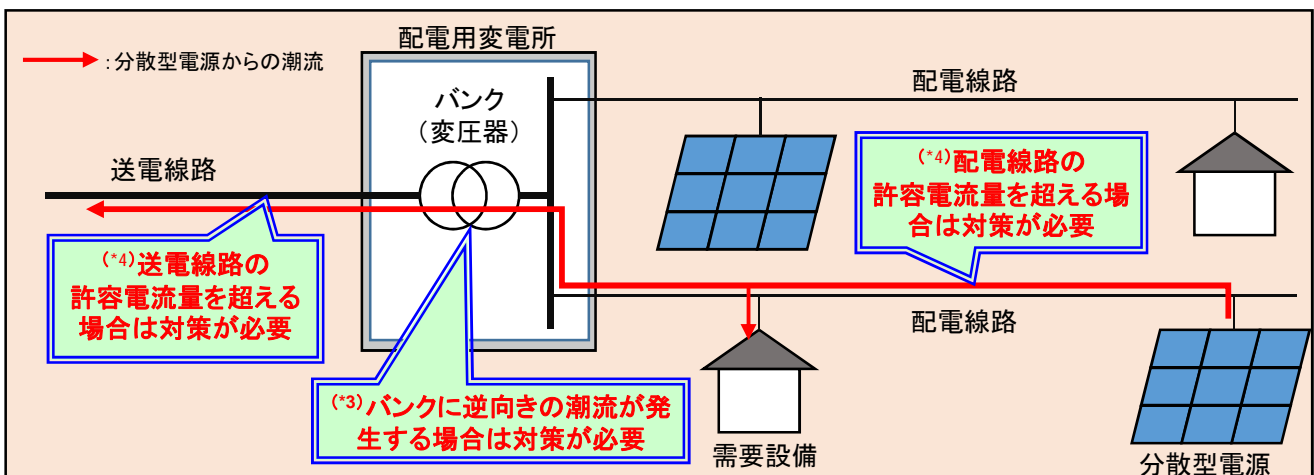 :分散型電源からの潮流
配電用変電所
バンク
(変圧器)
送電線路
配電線路
(*4)配電線路の
許容電流量を超える場
合は対策が必要
(*4)送電線路の
許容電流量を超える
場合は対策が必要
配電線路
(*3)バンクに逆向きの潮流が発
生する場合は対策が必要
需要設備
分散型電源